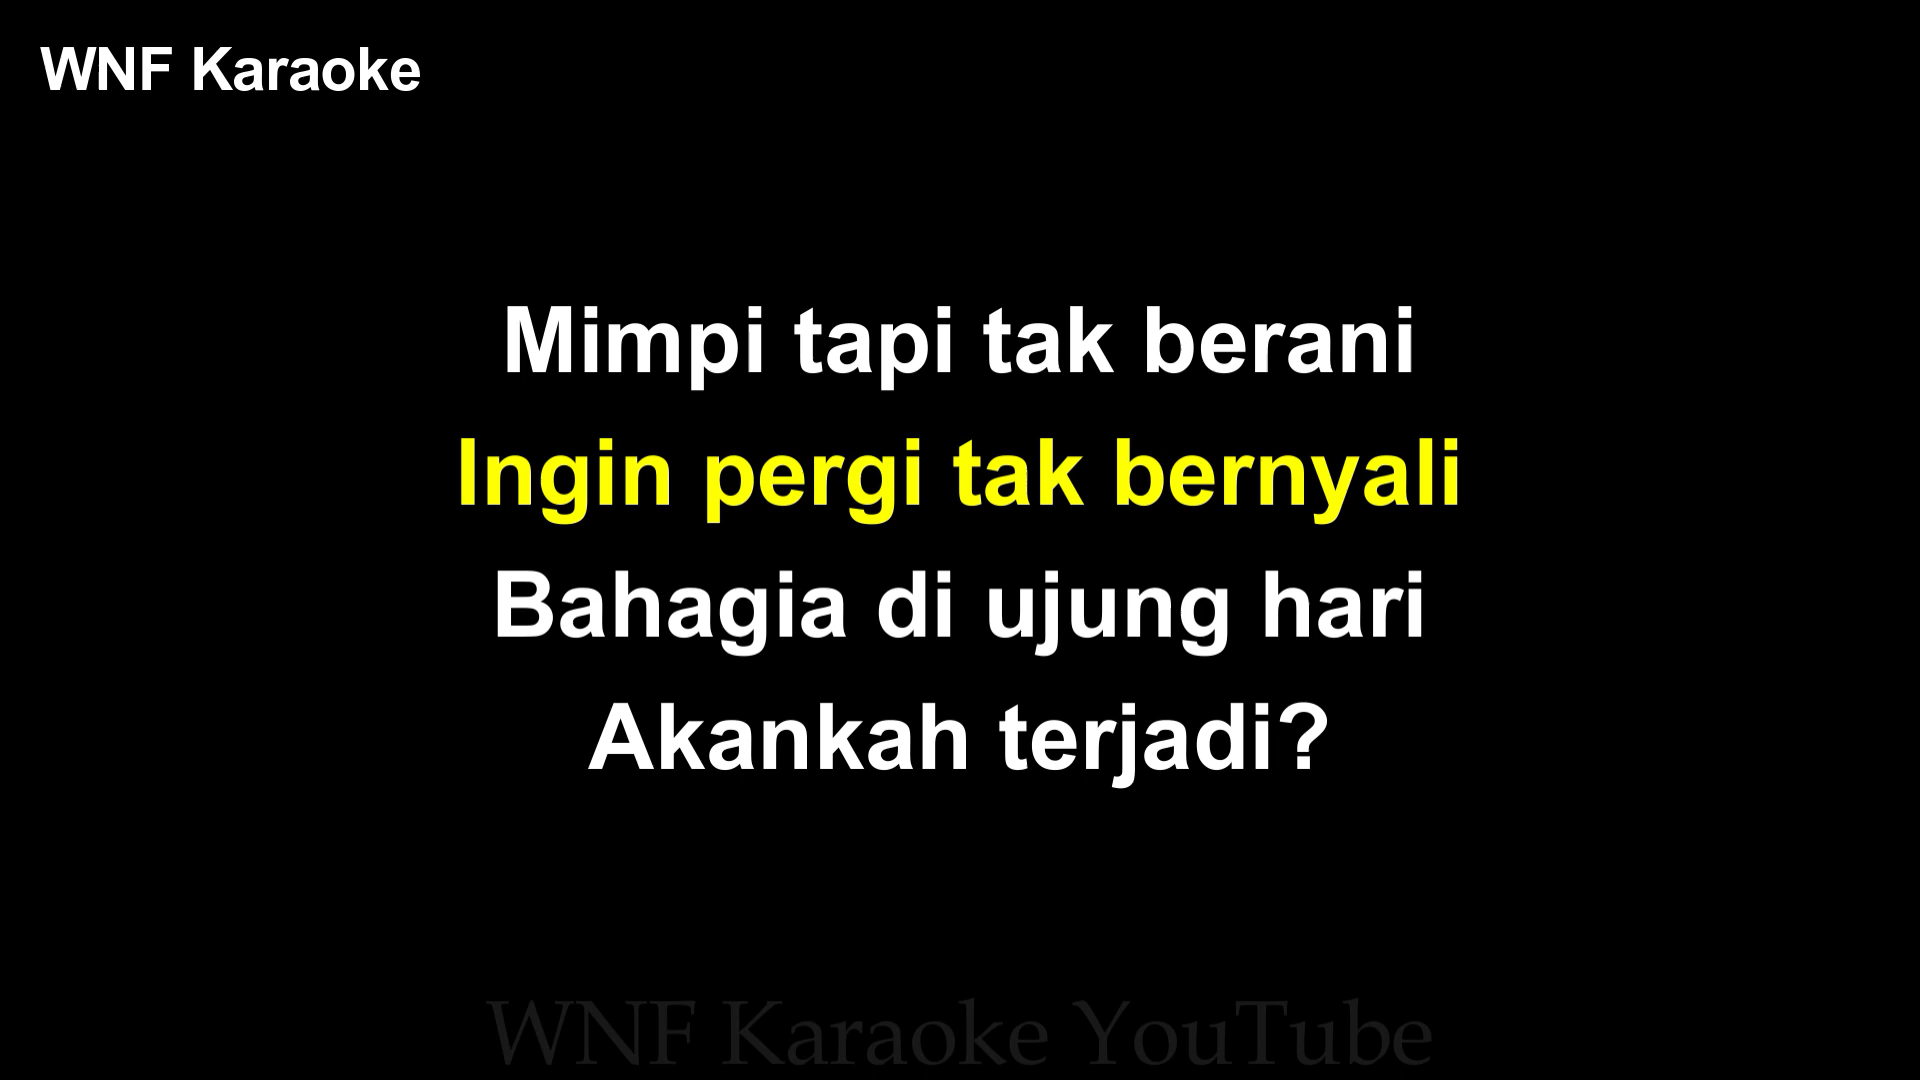 WNF Karaoke
Mimpi tapi tak berani
Ingin pergi tak bernyali
Bahagia di ujung hari
Akankah terjadi?
WNF Karaoke YouTube